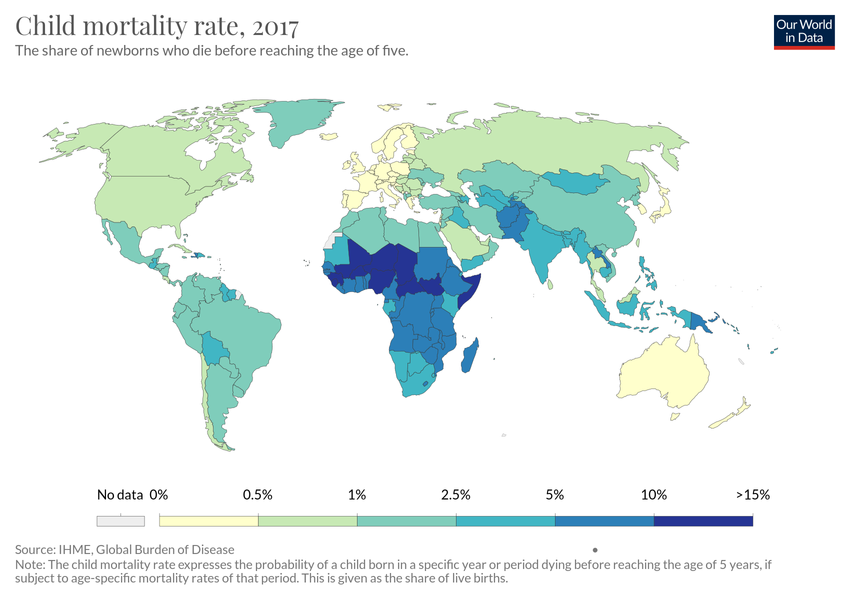 Child mortality rate, 2017
The share of newborns who die before reaching the age of five.
Our World
in Data
No data 0% 0.5% 1% 2.5% 5% 10% >15%
Source: IHME, Global Burden of Disease
Note: The child mortality rate expresses the probability of a child born in a specific year or period dying before reaching the age of 5 years, if
subject to age-specific mortality rates of that period. This is given as the share of live births.